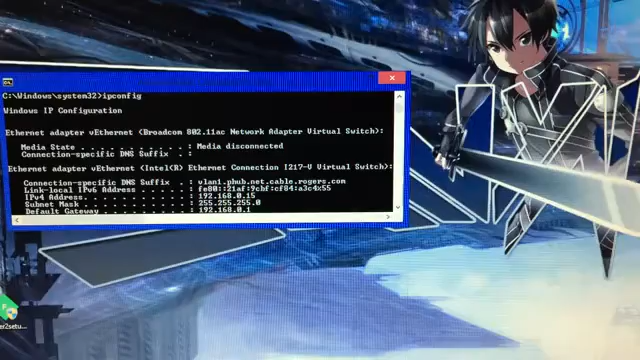 C:\Windows\system32>ipconfig
Windows IP Configuration
Ethernet adapter vEthernet (Broadcom 802.11ac Network Adapter Virtual Switch):
Media State . . . . . . . . . . . : Media disconnected
Connection-specific DNS Suffix . :
Ethernet adapter vEthernet (Intel(R) Ethernet Connection I217-V Virtual Switch):
Connection-specific DNS Suffix . : vlan1.phub.net.cable.rogers.com
Link-local IPv6 Address . . . . . : fe80::21af:9cbf:cf84:a3c4%55
IPv4 Address. . . . . . . . . . . : 192.168.0.15
Subnet Mask . . . . . . . . . . . : 255.255.255.0
Default Gateway . . . . . . . . . : 192.168.0.1
er2setu...